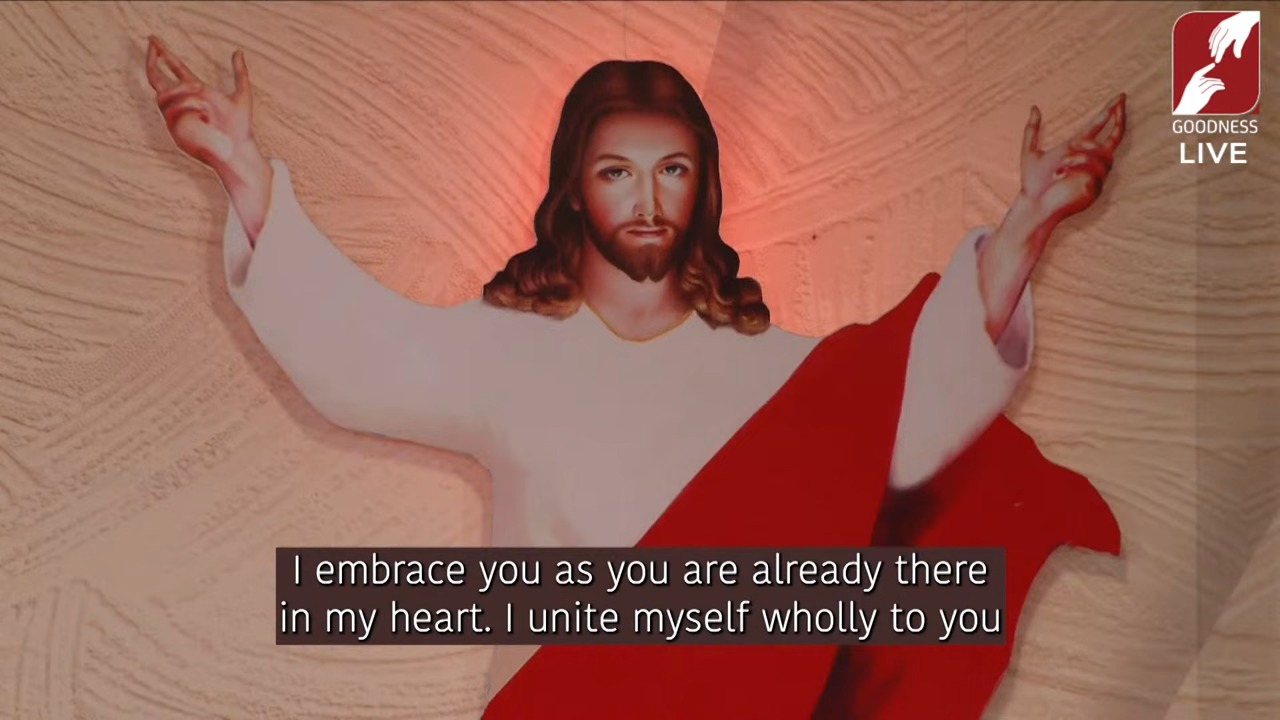 GOODNESS
LIVE
I embrace you as you are already there
in my heart. I unite myself wholly to you